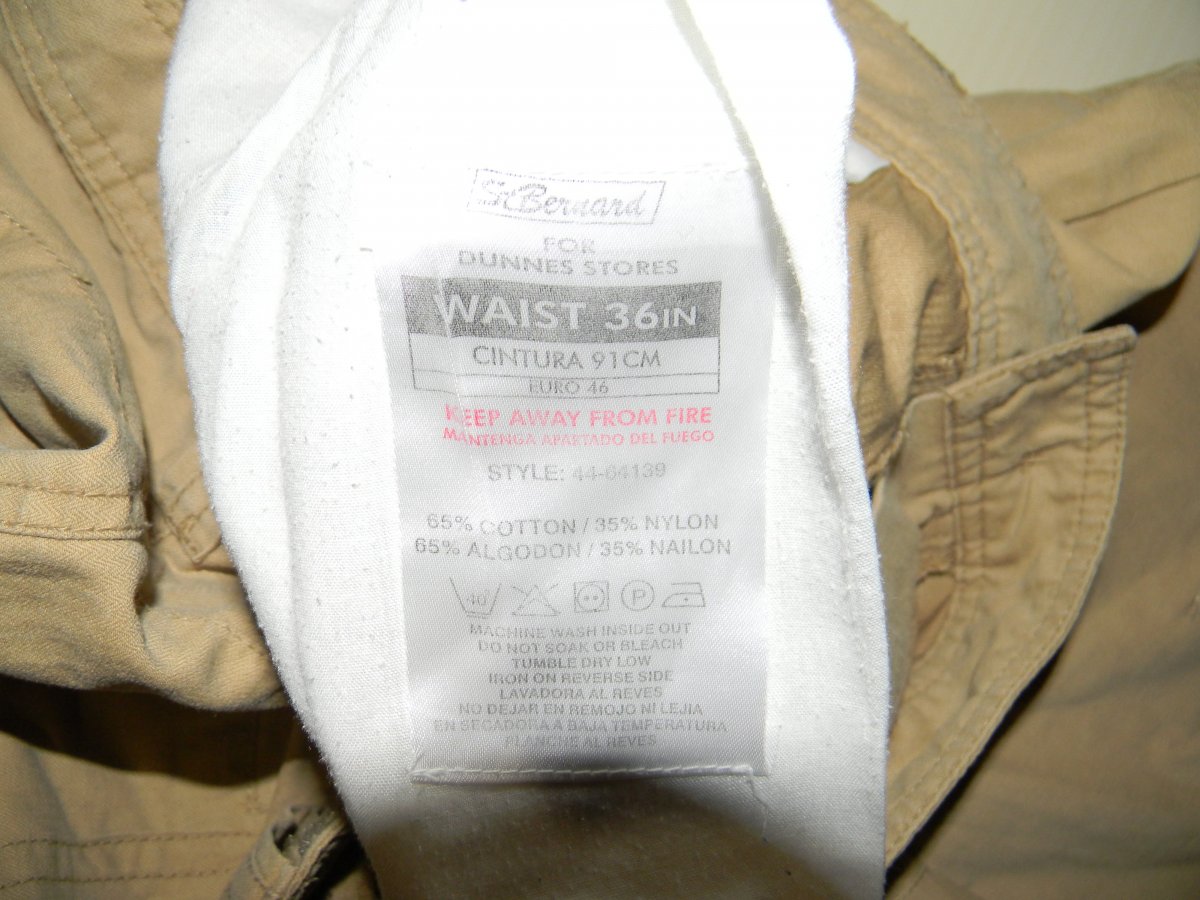 St Bernard
FOR
DUNNES STORES
WAIST 36IN
CINTURA 91CM
EURO 46
KEEP AWAY FROM FIRE
MANTENGA APARTADO DEL FUEGO
STYLE: 44-64139
65% COTTON / 35% NYLON
65% ALGODON / 35% NAILON
40 P
MACHINE WASH INSIDE OUT
DO NOT SOAK OR BLEACH
TUMBLE DRY LOW
IRON ON REVERSE SIDE
LAVADORA AL REVES
NO DEJAR EN REMOJO NI LEJIA
EN SECADORA A BAJA TEMPERATURA
PLANCHE AL REVES